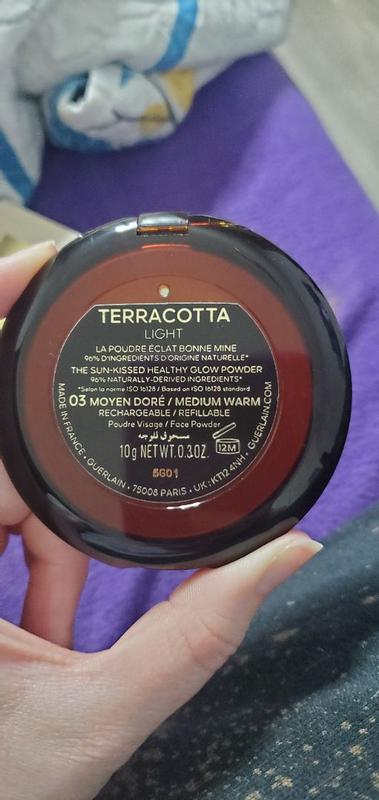 TERRACOTTA
LIGHT
LA POUDRE ÉCLAT BONNE MINE
96% D'INGRÉDIENTS D'ORIGINE NATURELLE*
THE SUN-KISSED HEALTHY GLOW POWDER
96% NATURALLY-DERIVED INGREDIENTS*
*Selon la norme ISO 16128 / Based on ISO 16128 standard
03 MOYEN DORÉ / MEDIUM WARM
RECHARGEABLE / REFILLABLE
Poudre Visage / Face Powder
مسحوق للوجه
10g NET WT. 0.3 OZ.
12M
5G01
MADE IN FRANCE • GUERLAIN • 75008 PARIS • UK: KT12 4NH, GUERLAIN.COM